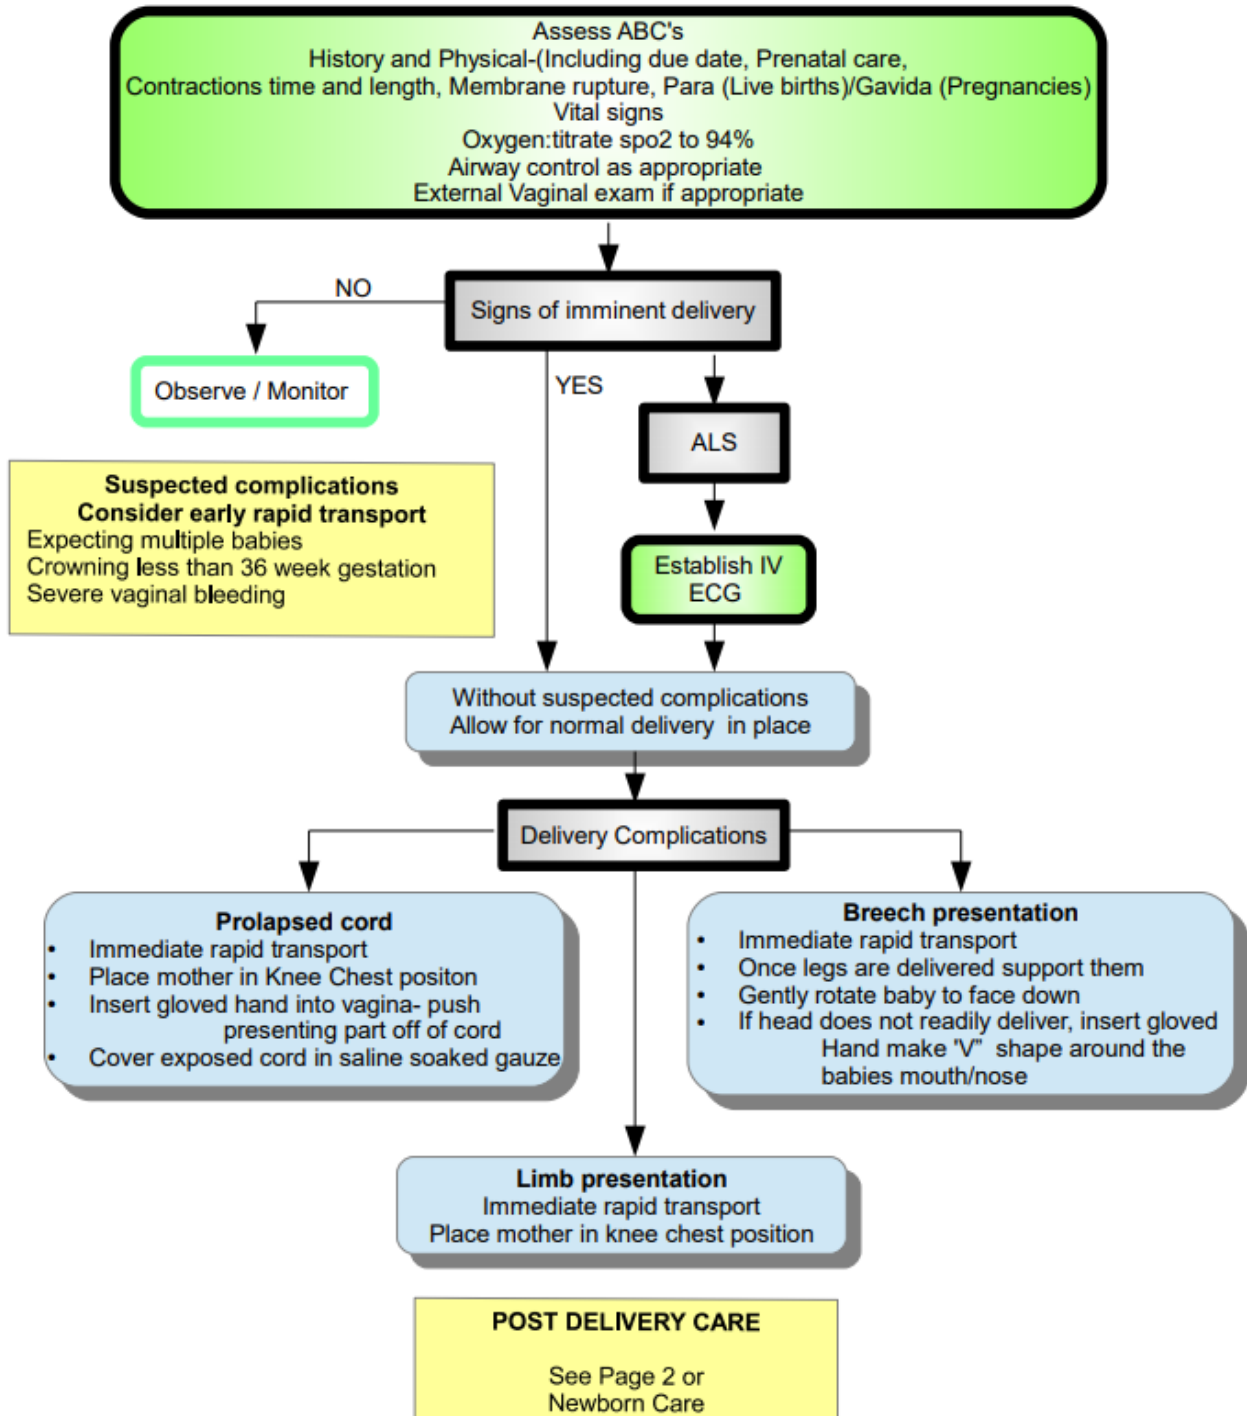 Assess ABC's
History and Physical-(Including due date, Prenatal care,
Contractions time and length, Membrane rupture, Para (Live births)/Gavida (Pregnancies)
Vital signs
Oxygen:titrate spo2 to 94%
Airway control as appropriate
External Vaginal exam if appropriate
Signs of imminent delivery
NO
Observe / Monitor
YES
ALS
Suspected complications
Consider early rapid transport
Expecting multiple babies
Crowning less than 36 week gestation
Severe vaginal bleeding
Establish IV
ECG
Without suspected complications
Allow for normal delivery in place
Delivery Complications
Prolapsed cord
• Immediate rapid transport
• Place mother in Knee Chest positon
• Insert gloved hand into vagina- push
presenting part off of cord
• Cover exposed cord in saline soaked gauze
Breech presentation
• Immediate rapid transport
• Once legs are delivered support them
• Gently rotate baby to face down
• If head does not readily deliver, insert gloved
Hand make 'V" shape around the
babies mouth/nose
Limb presentation
Immediate rapid transport
Place mother in knee chest position
POST DELIVERY CARE
See Page 2 or
Newborn Care